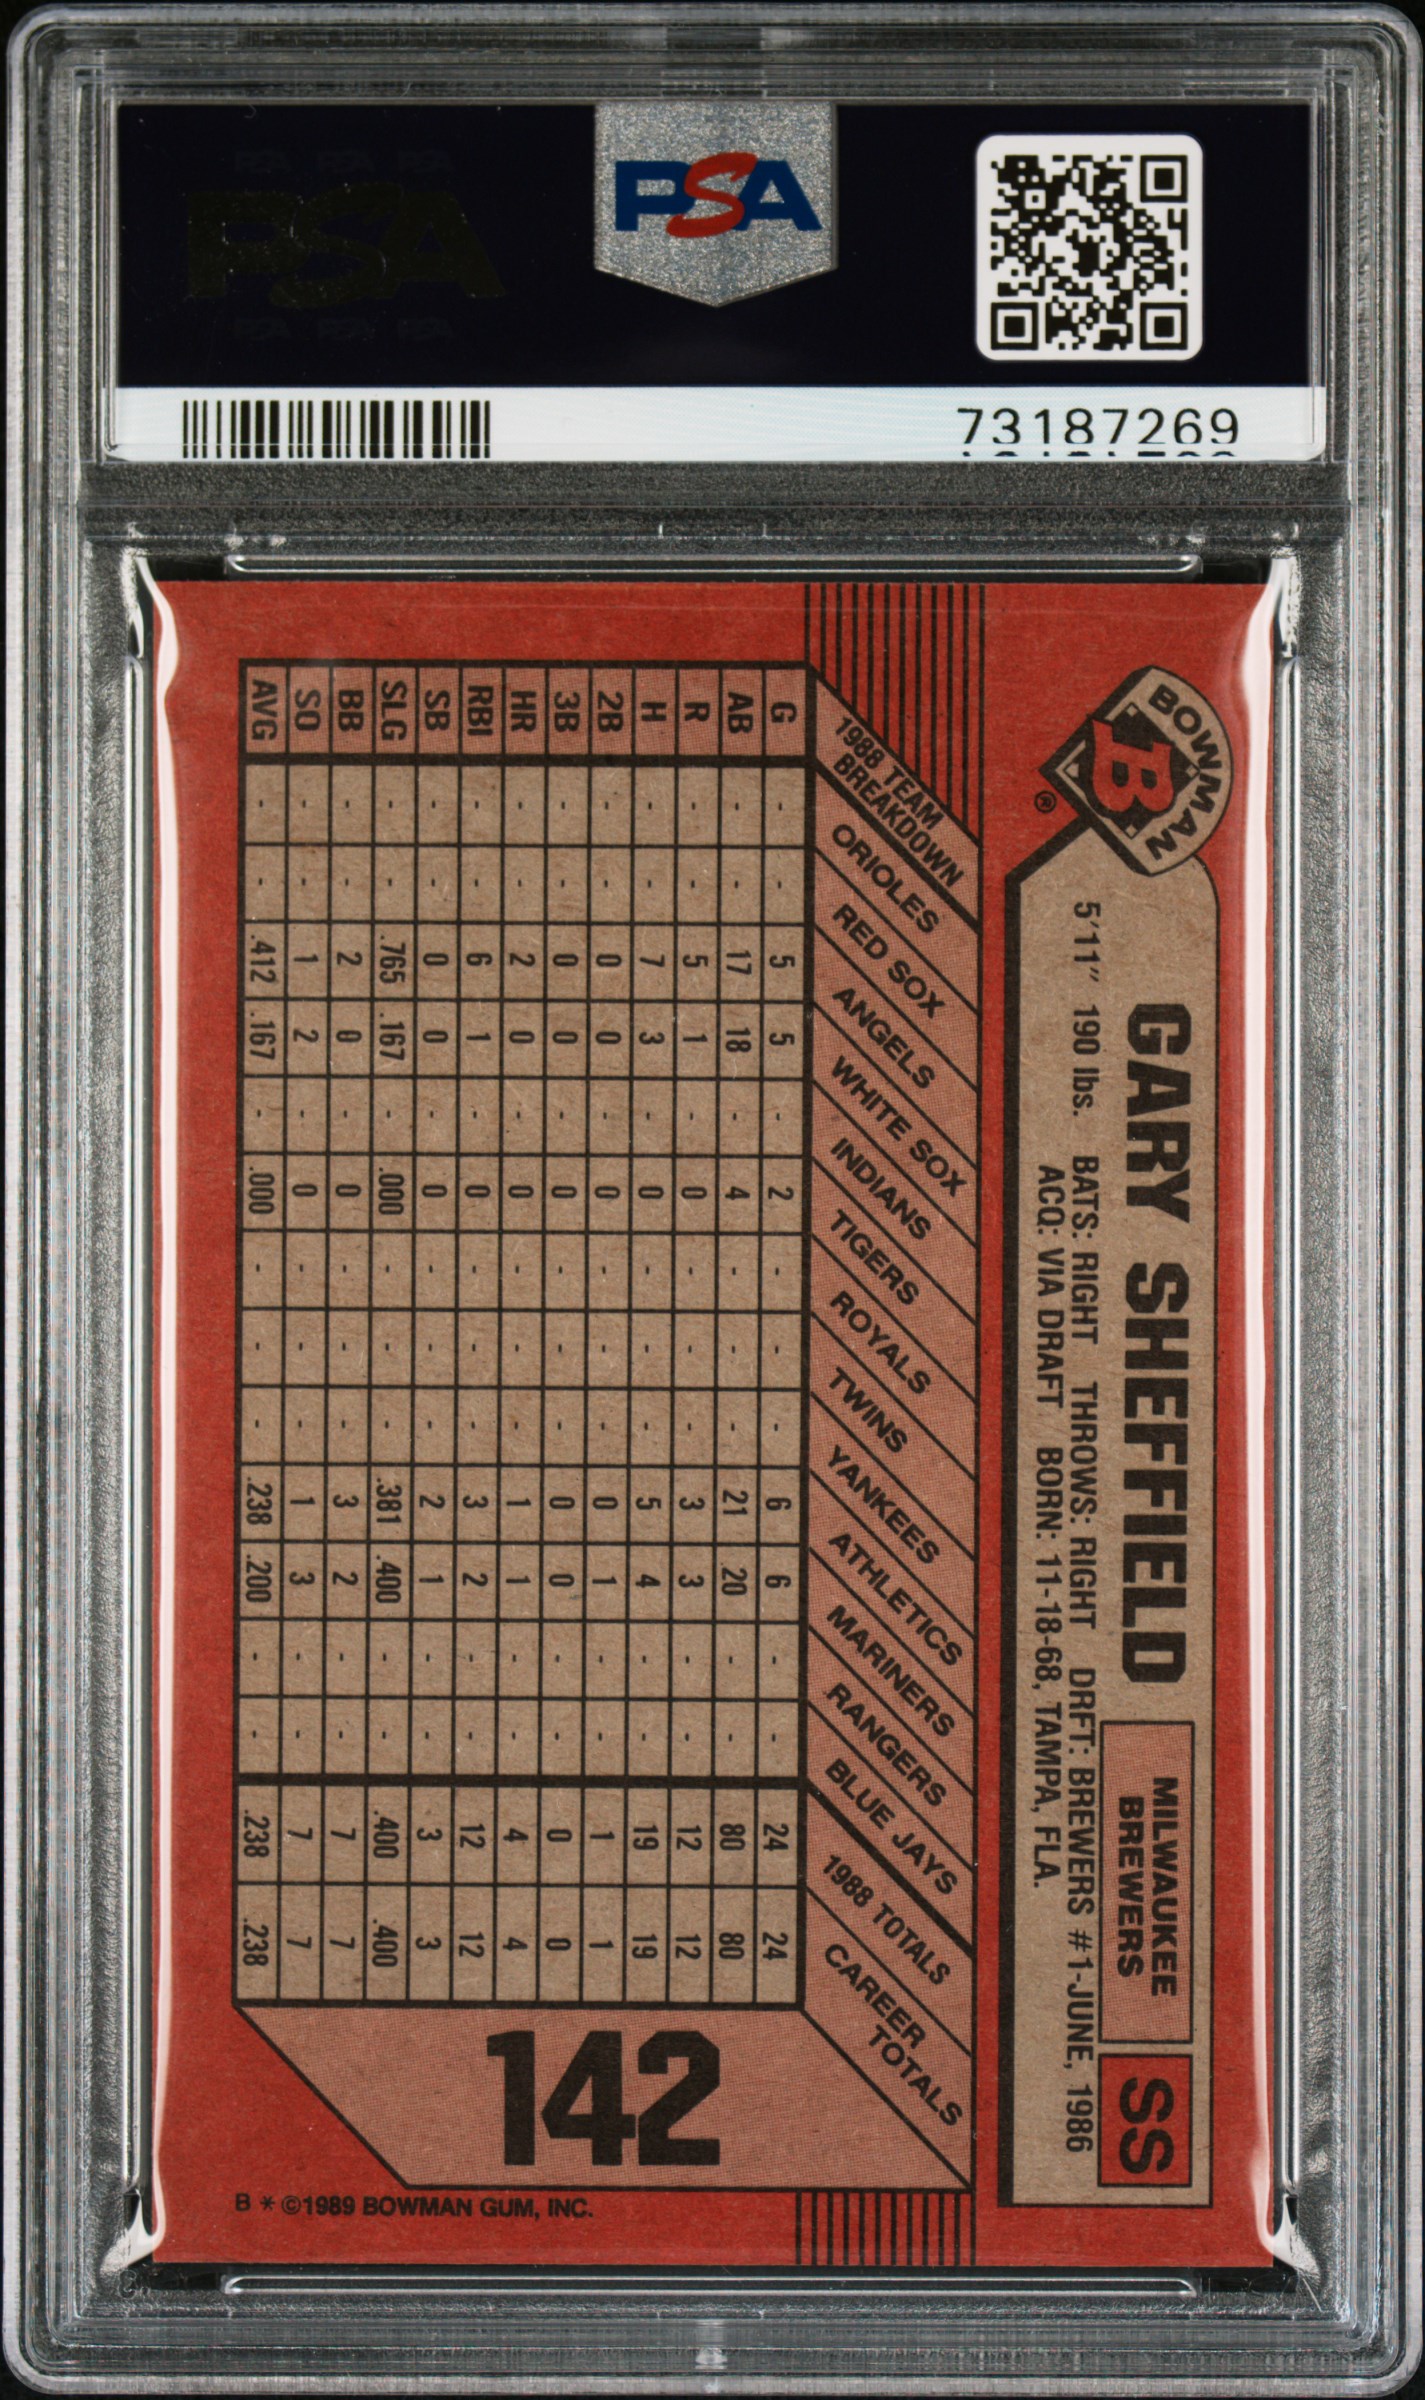 PSA
PSA PSA PSA
PSA
PSA PSA PSA
73187269
BOWMAN
B
®
GARY SHEFFIELD
MILWAUKEE
BREWERS
SS
5'11" 190 lbs. BATS: RIGHT THROWS: RIGHT DRFT: BREWERS #1-JUNE, 1986
ACQ: VIA DRAFT BORN: 11-18-68, TAMPA, FLA.
1988 TEAM
BREAKDOWN
ORIOLES
RED SOX
ANGELS
WHITE SOX
INDIANS
TIGERS
ROYALS
TWINS
YANKEES
ATHLETICS
MARINERS
RANGERS
BLUE JAYS
1988 TOTALS
CAREER
TOTALS
G - - 5 5 - 2 - - - 6 6 - - 24 24
AB - - 17 18 - 4 - - - 21 20 - - 80 80
R - - 5 1 - 0 - - - 3 3 - - 12 12
H - - 7 3 - 0 - - - 5 4 - - 19 19
2B - - 0 0 - 0 - - - 0 1 - - 1 1
3B - - 0 0 - 0 - - - 0 0 - - 0 0
HR - - 2 0 - 0 - - - 1 1 - - 4 4
RBI - - 6 1 - 0 - - - 3 2 - - 12 12
SB - - 0 0 - 0 - - - 2 1 - - 3 3
SLG - - .765 .167 - .000 - - - .381 .400 - - .400 .400
BB - - 2 0 - 0 - - - 3 2 - - 7 7
SO - - 1 2 - 0 - - - 1 3 - - 7 7
AVG - - .412 .167 - .000 - - - .238 .200 - - .238 .238
142
B * ©1989 BOWMAN GUM, INC.